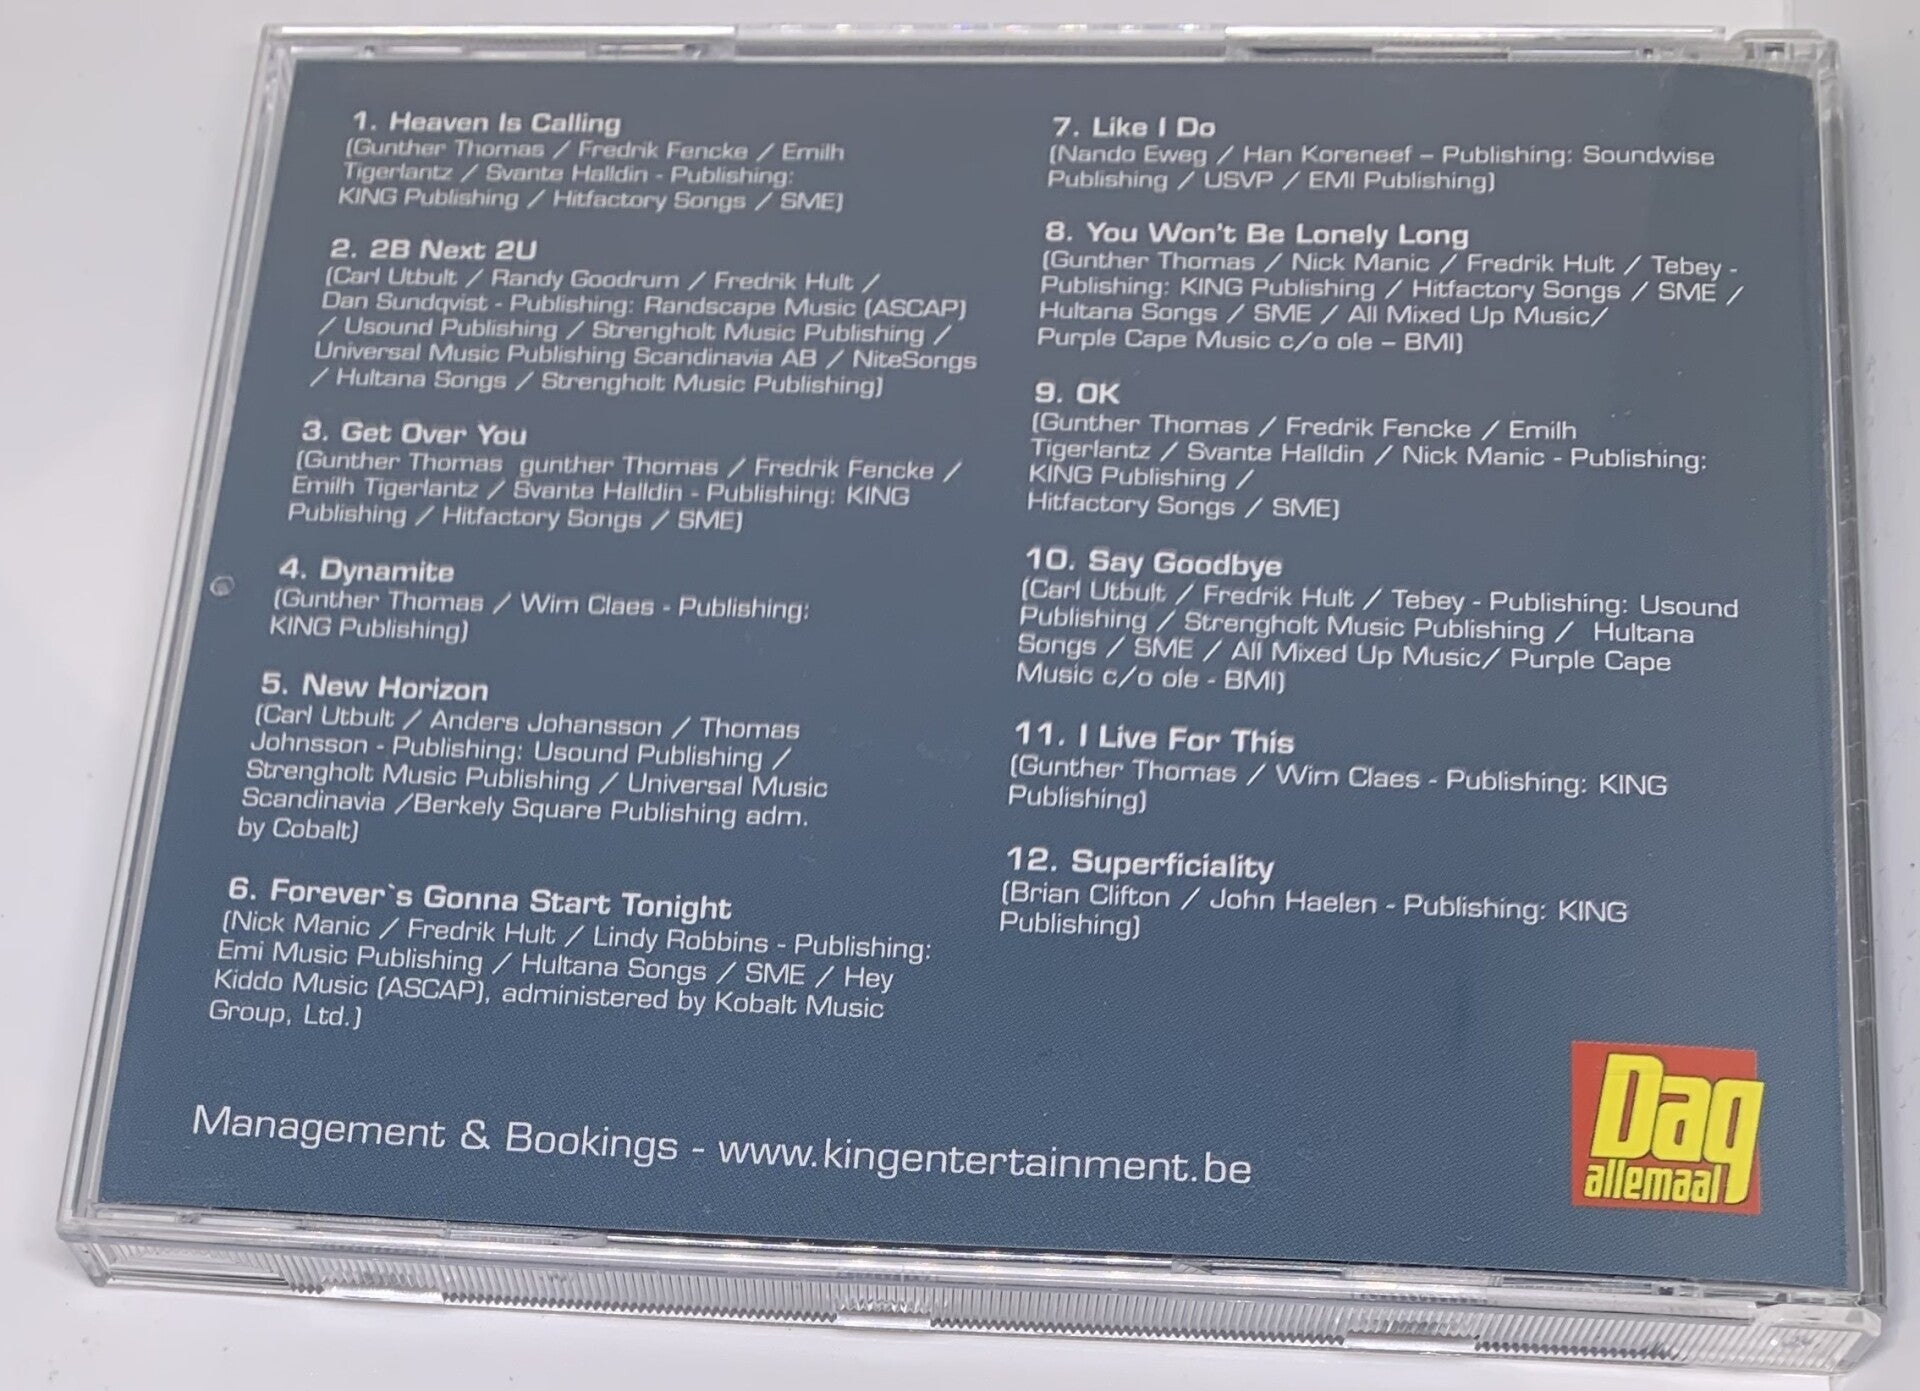 1. Heaven Is Calling
(Gunther Thomas / Fredrik Fencke / Emilh
Tigerlantz / Svante Halldin - Publishing:
KING Publishing / Hitfactory Songs / SME)
2. 2B Next 2U
(Carl Utbult / Randy Goodrum / Fredrik Hult /
Dan Sundqvist - Publishing: Randscape Music (ASCAP)
/ Usound Publishing / Strengholt Music Publishing /
Universal Music Publishing Scandinavia AB / NiteSongs
/ Hultana Songs / Strengholt Music Publishing)
3. Get Over You
(Gunther Thomas gunther Thomas / Fredrik Fencke /
Emilh Tigerlantz / Svante Halldin - Publishing: KING
Publishing / Hitfactory Songs / SME)
4. Dynamite
(Gunther Thomas / Wim Claes - Publishing:
KING Publishing)
5. New Horizon
(Carl Utbult / Anders Johansson / Thomas
Johnsson - Publishing: Usound Publishing /
Strengholt Music Publishing / Universal Music
Scandinavia /Berkely Square Publishing adm.
by Cobalt)
6. Forever`s Gonna Start Tonight
(Nick Manic / Fredrik Hult / Lindy Robbins - Publishing:
Emi Music Publishing / Hultana Songs / SME / Hey
Kiddo Music (ASCAP), administered by Kobalt Music
Group, Ltd.)
7. Like I Do
(Nando Eweg / Han Koreneef – Publishing: Soundwise
Publishing / USVP / EMI Publishing)
8. You Won't Be Lonely Long
(Gunther Thomas / Nick Manic / Fredrik Hult / Tebey -
Publishing: KING Publishing / Hitfactory Songs / SME /
Hultana Songs / SME / All Mixed Up Music/
Purple Cape Music c/o ole – BMI)
9. OK
(Gunther Thomas / Fredrik Fencke / Emilh
Tigerlantz / Svante Halldin / Nick Manic - Publishing:
KING Publishing /
Hitfactory Songs / SME)
10. Say Goodbye
(Carl Utbult / Fredrik Hult / Tebey - Publishing: Usound
Publishing / Strengholt Music Publishing / Hultana
Songs / SME / All Mixed Up Music/ Purple Cape
Music c/o ole - BMI)
11. I Live For This
(Gunther Thomas / Wim Claes - Publishing: KING
Publishing)
12. Superficiality
(Brian Clifton / John Haelen - Publishing: KING
Publishing)
Management & Bookings - www.kingentertainment.be
Dag
allemaal